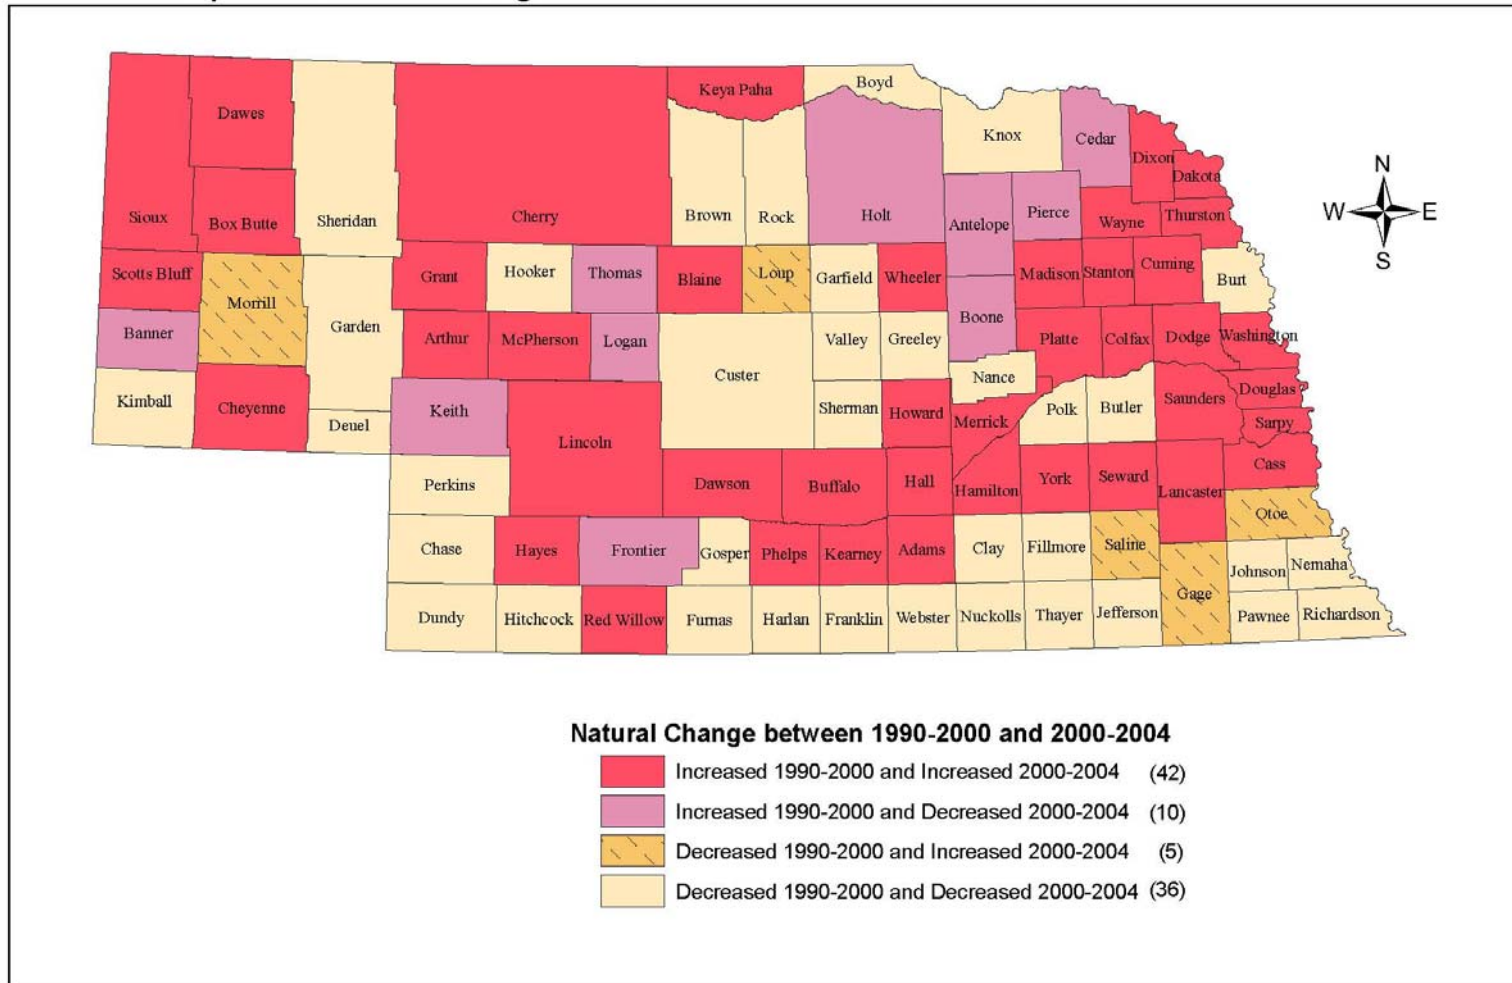 Keya Paha
Boyd
Dawes
Knox
Cedar
Dixon
Dakota
Sioux
Box Butte
Sheridan
Cherry
Brown
Rock
Holt
Antelope
Pierce
Wayne
Thurston
Scotts Bluff
Morrill
Garden
Grant
Hooker
Thomas
Blaine
Loup
Garfield
Wheeler
Madison
Stanton
Cuming
Burt
Banner
Arthur
McPherson
Logan
Custer
Valley
Greeley
Boone
Platte
Colfax
Dodge
Washington
Kimball
Cheyenne
Deuel
Keith
Lincoln
Sherman
Howard
Nance
Merrick
Polk
Butler
Saunders
Douglas
Sarpy
Perkins
Dawson
Buffalo
Hall
Hamilton
York
Seward
Lancaster
Cass
Otoe
Chase
Hayes
Frontier
Gosper
Phelps
Kearney
Adams
Clay
Fillmore
Saline
Gage
Johnson
Nemaha
Dundy
Hitchcock
Red Willow
Furnas
Harlan
Franklin
Webster
Nuckolls
Thayer
Jefferson
Pawnee
Richardson
N
W E
S
Natural Change between 1990-2000 and 2000-2004
Increased 1990-2000 and Increased 2000-2004 (42)
Increased 1990-2000 and Decreased 2000-2004 (10)
Decreased 1990-2000 and Increased 2000-2004 (5)
Decreased 1990-2000 and Decreased 2000-2004 (36)